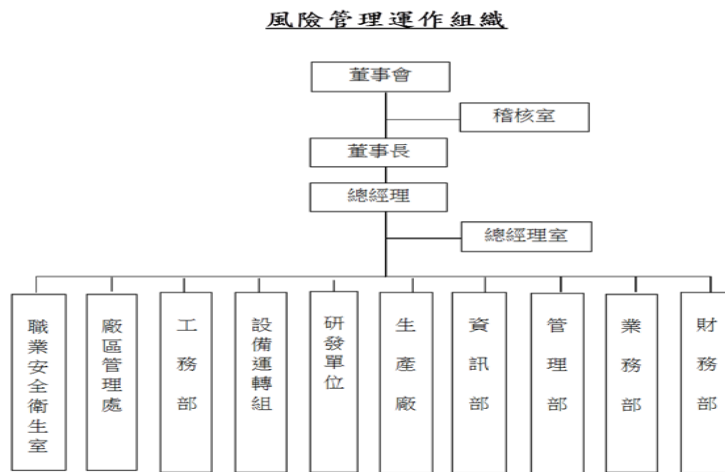 風險管理運作組織
董事會
稽核室
董事長
總經理
總經理室
職業安全衛生室
廠區管理處
工務部
設備運轉組
研發單位
生產廠
資訊部
管理部
業務部
財務部